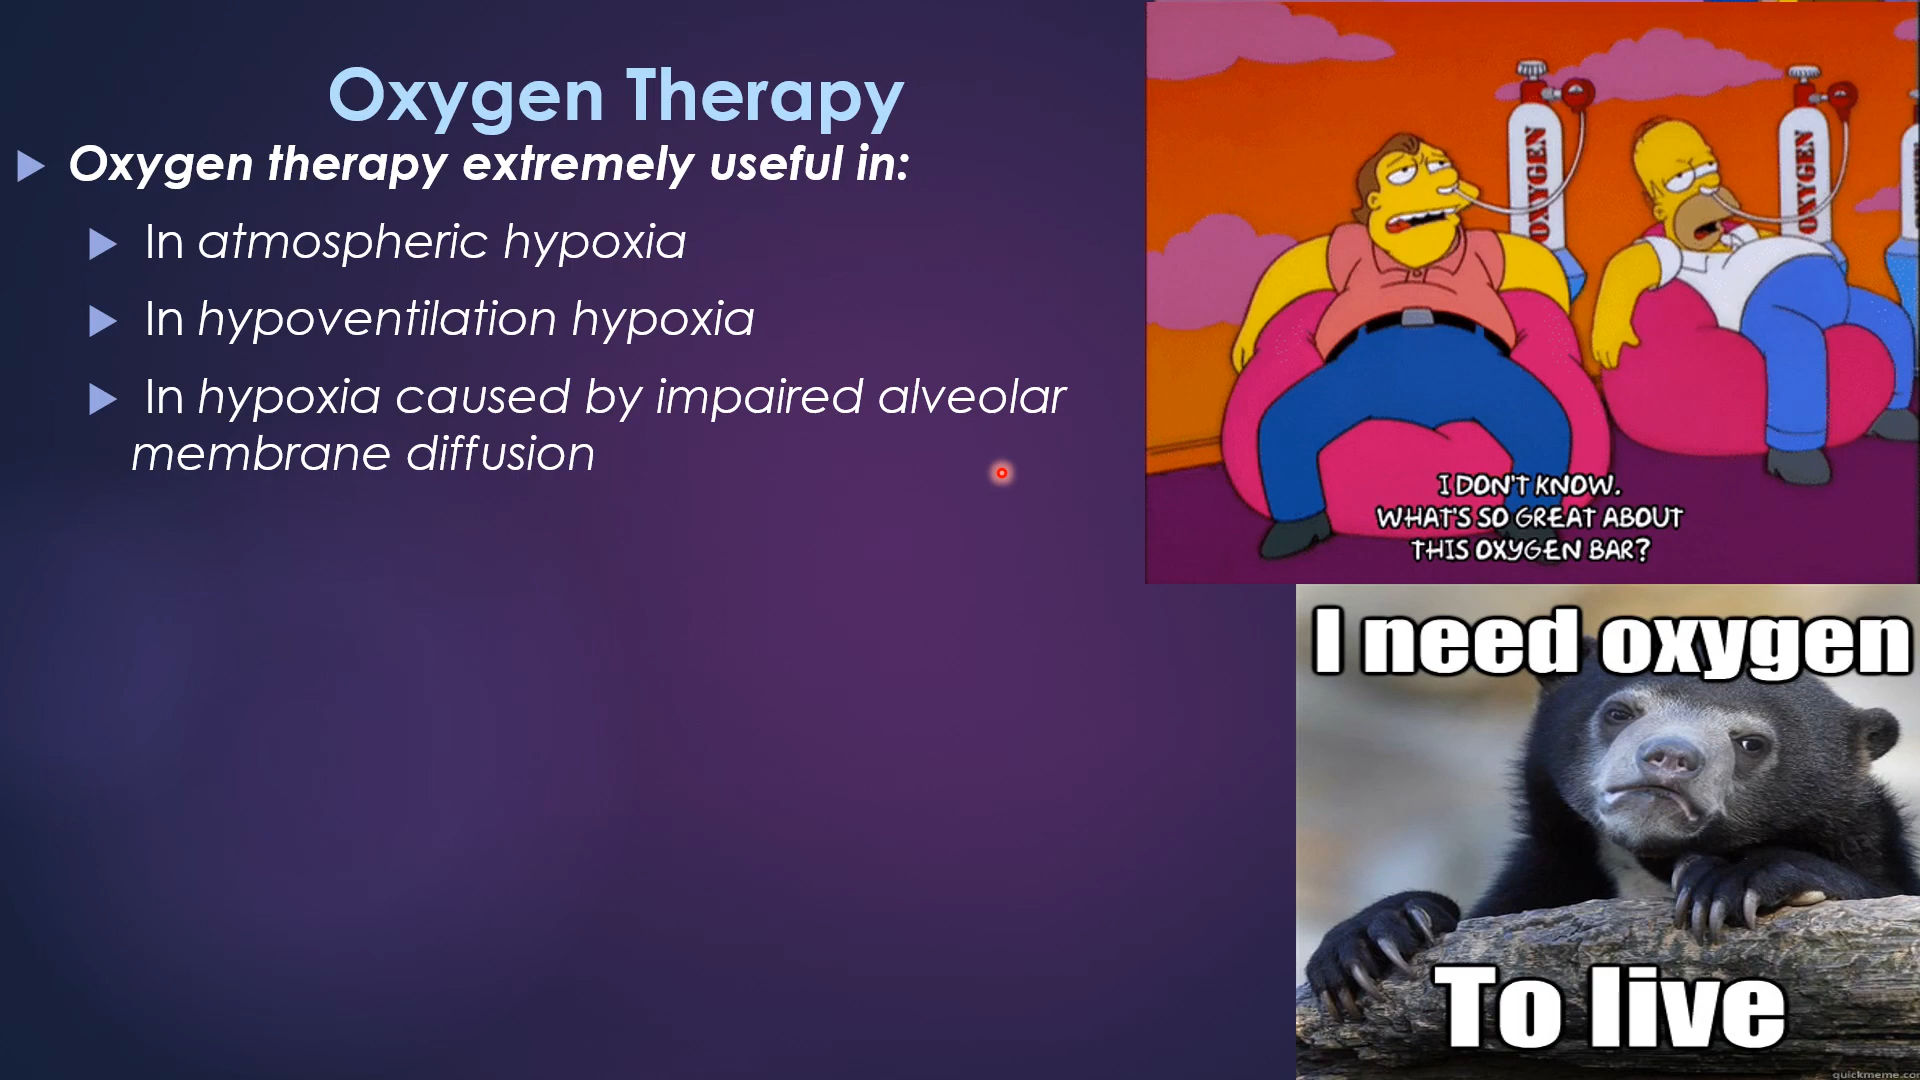 Oxygen Therapy
Oxygen therapy extremely useful in:
In atmospheric hypoxia
In hypoventilation hypoxia
In hypoxia caused by impaired alveolar
membrane diffusion
OXYGEN
OXYGEN
I DON'T KNOW.
WHAT'S SO GREAT ABOUT
THIS OXYGEN BAR?
I need oxygen
To live
quickmeme.com